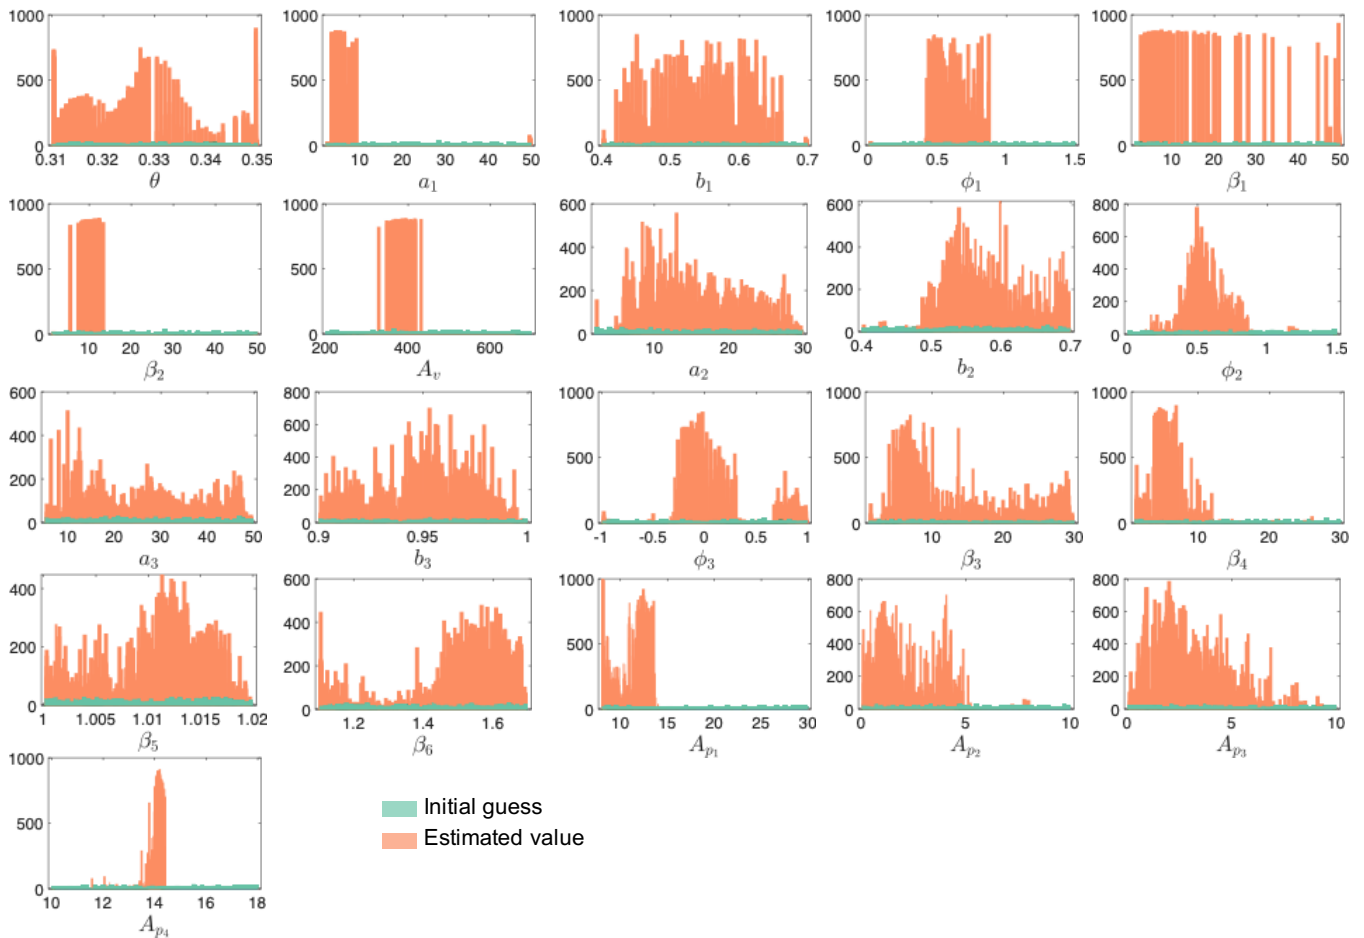 1000 1000 1000 1000 1000
500 500 500 500 500
0 0 0 0 0
0.31 0.32 0.33 0.34 0.35 10 20 30 40 50 0.4 0.5 0.6 0.7 0 0.5 1 1.5 10 20 30 40 50
θ a₁ b₁ ϕ₁ β₁
1000 1000 600 600 800
500 500 400 400 600
200 200 400
200
0 0 0 0 0
10 20 30 40 50 200 400 600 10 20 30 0.4 0.5 0.6 0.7 0 0.5 1 1.5
β₂ A_v a₂ b₂ ϕ₂
600 800 1000 1000 1000
400 600 500 500 500
200 400
200
0 0 0 0 0
10 20 30 40 50 0.9 0.95 1 -1 -0.5 0 0.5 1 10 20 30 10 20 30
a₃ b₃ ϕ₃ β₃ β₄
400 600 1000 800 800
200 400 500 600 600
200 400 400
200 200
0 0 0 0 0
1 1.005 1.011 1.015 1.02 1.2 1.4 1.6 10 15 20 25 30 0 5 10 0 5 10
β₅ β₆ A_p₁ A_p₂ A_p₃
1000
500
0
10 12 14 16 18
A_p₄
Initial guess
Estimated value